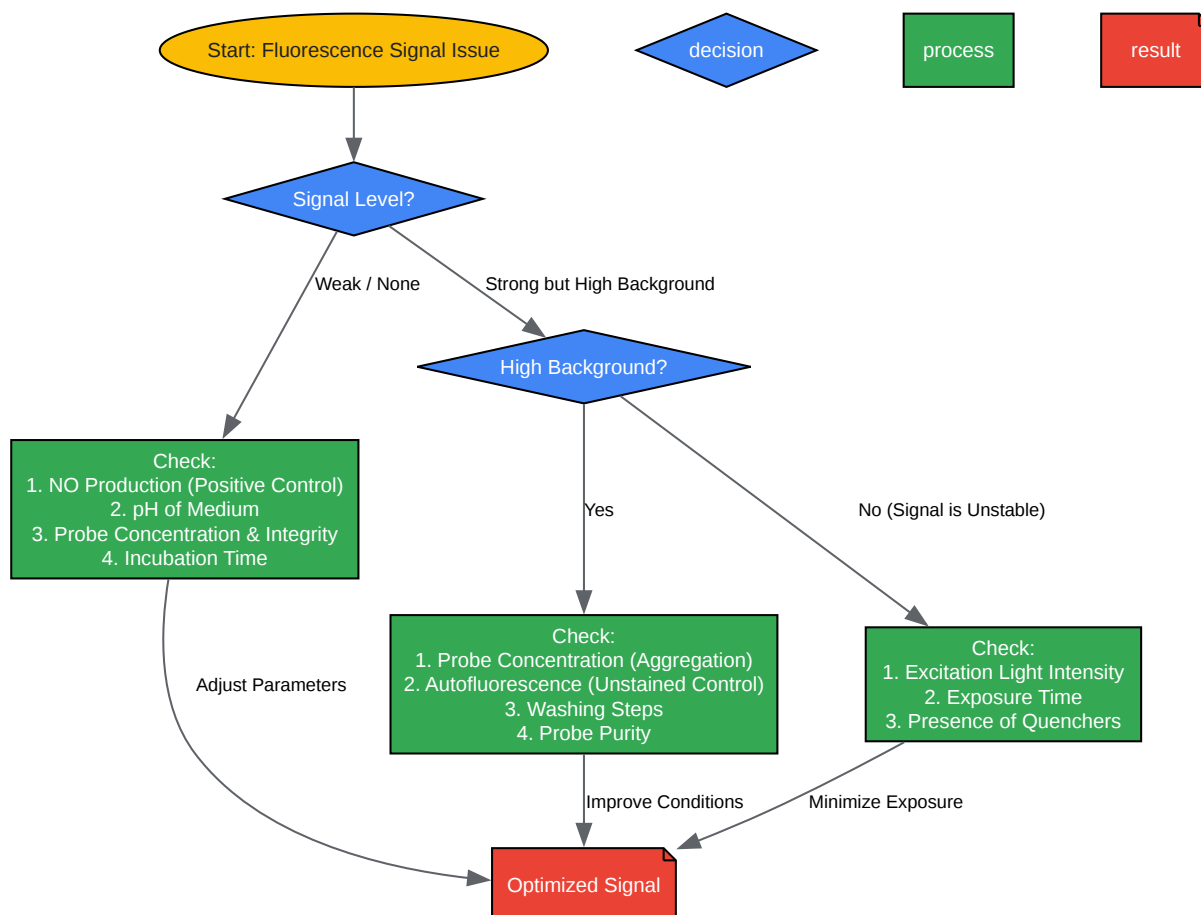 Start: Fluorescence Signal Issue
decision
process
result
Signal Level?
Weak / None
Strong but High Background
High Background?
Check:
1. NO Production (Positive Control)
2. pH of Medium
3. Probe Concentration & Integrity
4. Incubation Time
Yes
No (Signal is Unstable)
Check:
1. Probe Concentration (Aggregation)
2. Autofluorescence (Unstained Control)
3. Washing Steps
4. Probe Purity
Check:
1. Excitation Light Intensity
2. Exposure Time
3. Presence of Quenchers
Adjust Parameters
Improve Conditions
Minimize Exposure
Optimized Signal